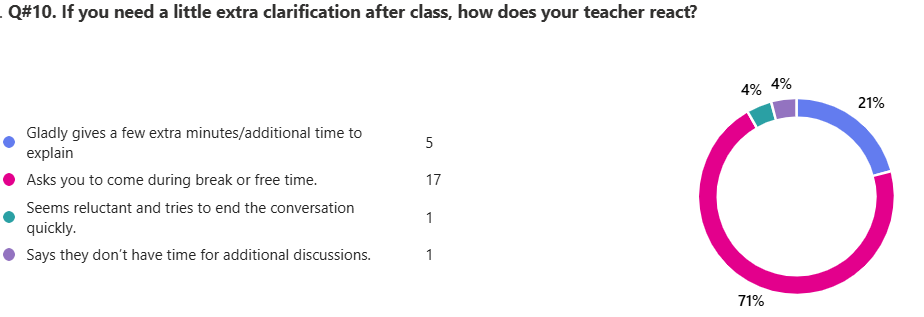 . Q#10. If you need a little extra clarification after class, how does your teacher react?
4%
4%
21%
Gladly gives a few extra minutes/additional time to
explain
5
Asks you to come during break or free time.
17
Seems reluctant and tries to end the conversation
quickly.
1
Says they don't have time for additional discussions.
1
71%